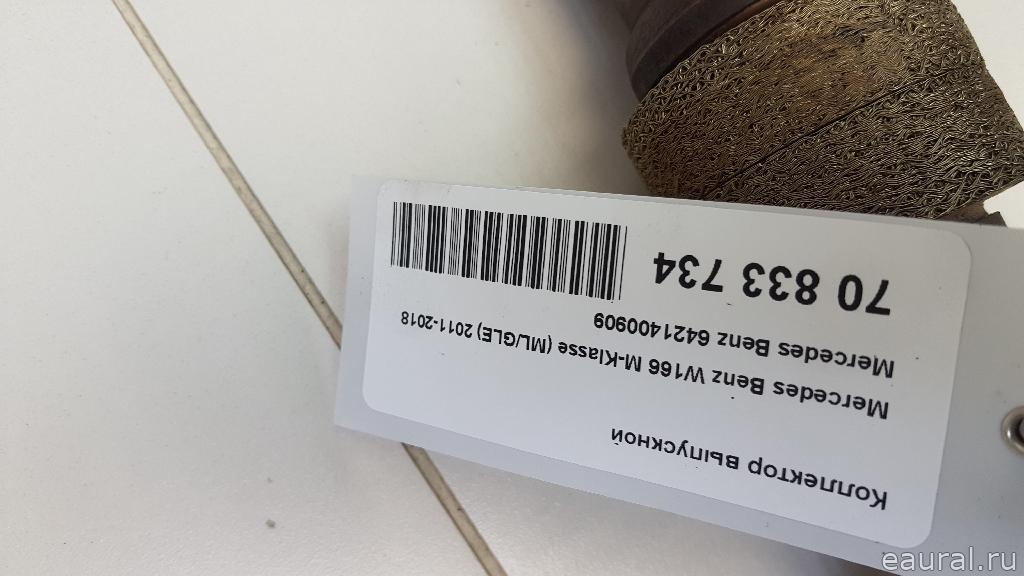 Коллектор выпускной
Mercedes Benz W166 M-Klasse (ML/GLE) 2011-2018
Mercedes Benz 6421400909
70 833 734
eaural.ru